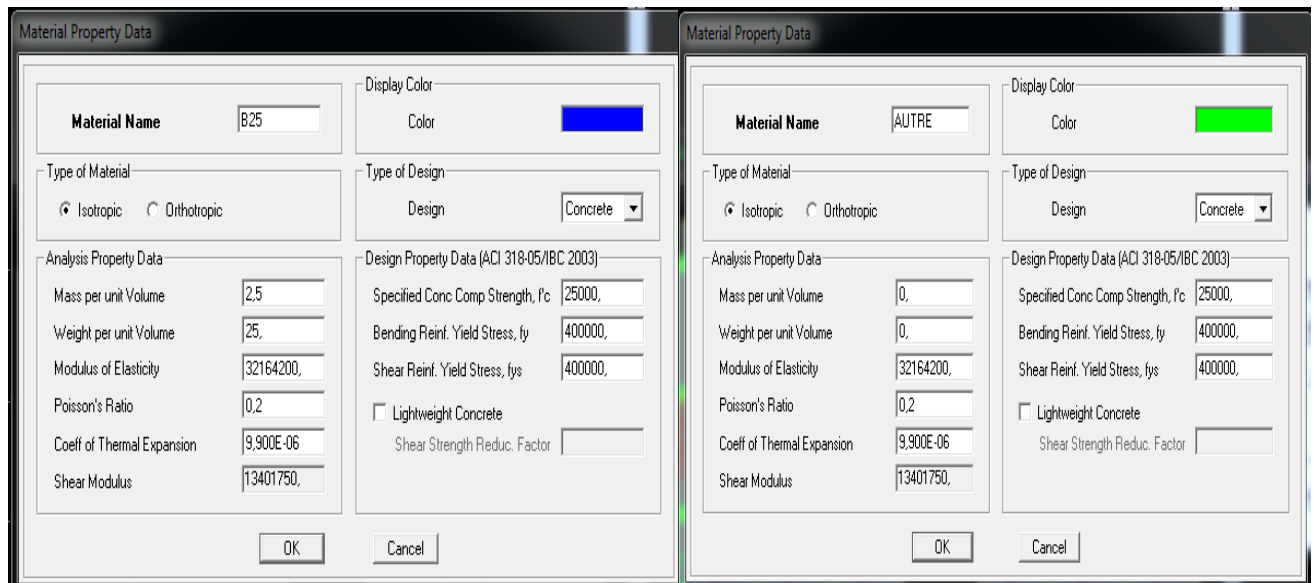 Material Property Data
Display Color
Material Name B25
Color
Type of Material
Type of Design
Isotropic Orthotropic
Design Concrete
Analysis Property Data
Design Property Data (ACI 318-05/IBC 2003)
Mass per unit Volume 2,5
Specified Conc Comp Strength, f'c 25000,
Weight per unit Volume 25,
Bending Reinf. Yield Stress, fy 400000,
Modulus of Elasticity 32164200,
Shear Reinf. Yield Stress, fys 400000,
Poisson's Ratio 0,2
Lightweight Concrete
Coeff of Thermal Expansion 9,900E-06
Shear Strength Reduc. Factor
Shear Modulus 13401750,
OK Cancel
Material Property Data
Display Color
Material Name AUTRE
Color
Type of Material
Type of Design
Isotropic Orthotropic
Design Concrete
Analysis Property Data
Design Property Data (ACI 318-05/IBC 2003)
Mass per unit Volume 0,
Specified Conc Comp Strength, f'c 25000,
Weight per unit Volume 0,
Bending Reinf. Yield Stress, fy 400000,
Modulus of Elasticity 32164200,
Shear Reinf. Yield Stress, fys 400000,
Poisson's Ratio 0,2
Lightweight Concrete
Coeff of Thermal Expansion 9,900E-06
Shear Strength Reduc. Factor
Shear Modulus 13401750,
OK Cancel